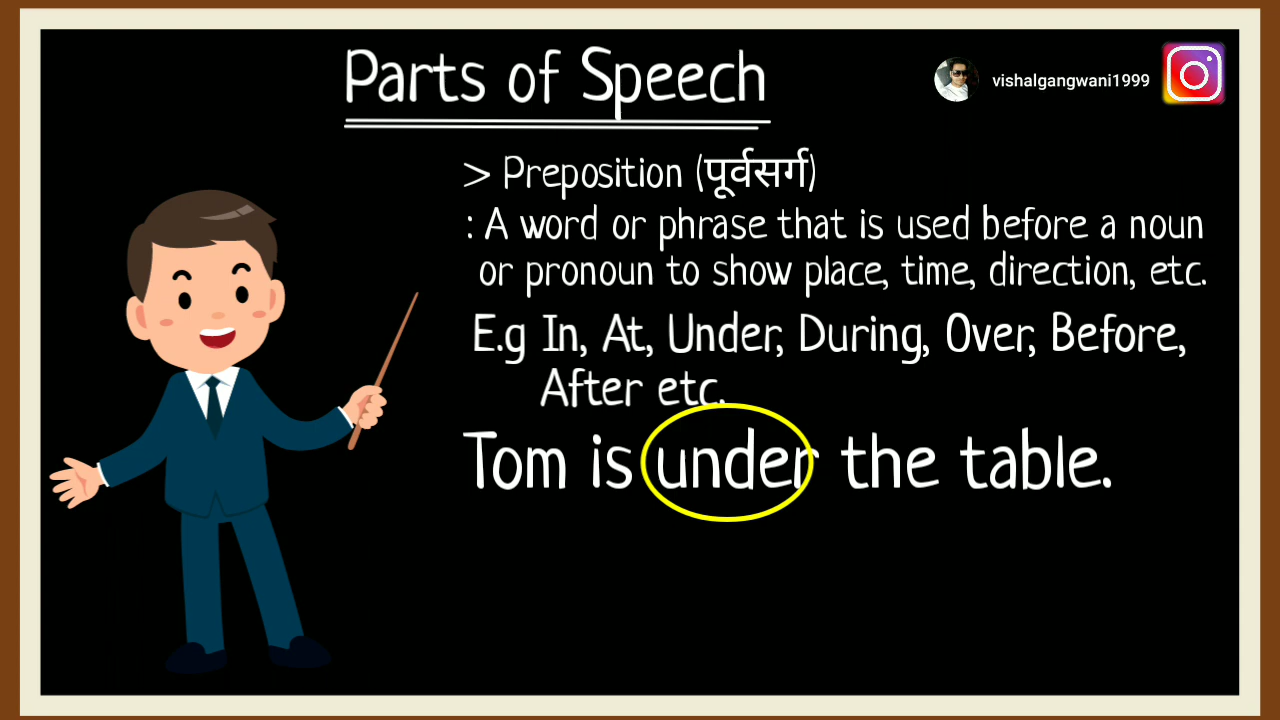 Parts of Speech
vishalgangwani1999
> Preposition (पूर्वसर्ग)
: A word or phrase that is used before a noun
or pronoun to show place, time, direction, etc.
E.g In, At, Under, During, Over, Before,
After etc.
Tom is under the table.